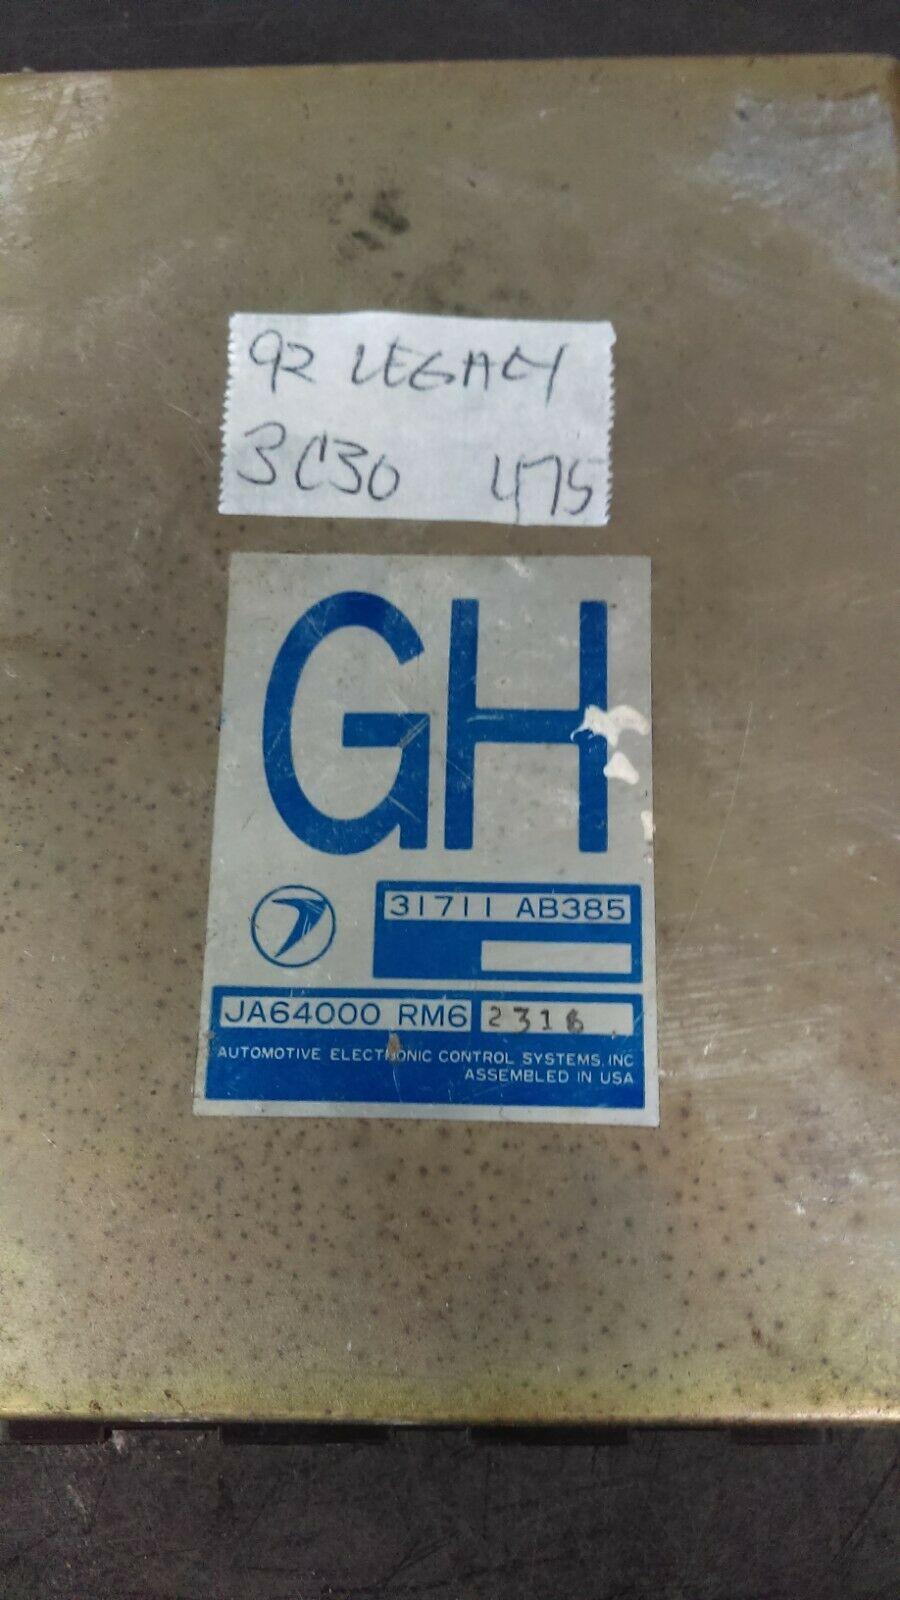 92 LEGACY
3C30 475
GH
31711 AB385
JA64000 RM6 2316
AUTOMOTIVE ELECTRONIC CONTROL SYSTEMS, INC
ASSEMBLED IN USA